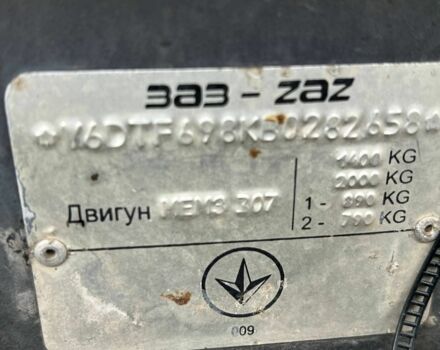 ЗАЗ - ZAZ
*Y6DTF698KB0282658*
1400 KG
2000 KG
Двигун МЕМЗ 307 1 - 890 KG
2 - 790 KG
009